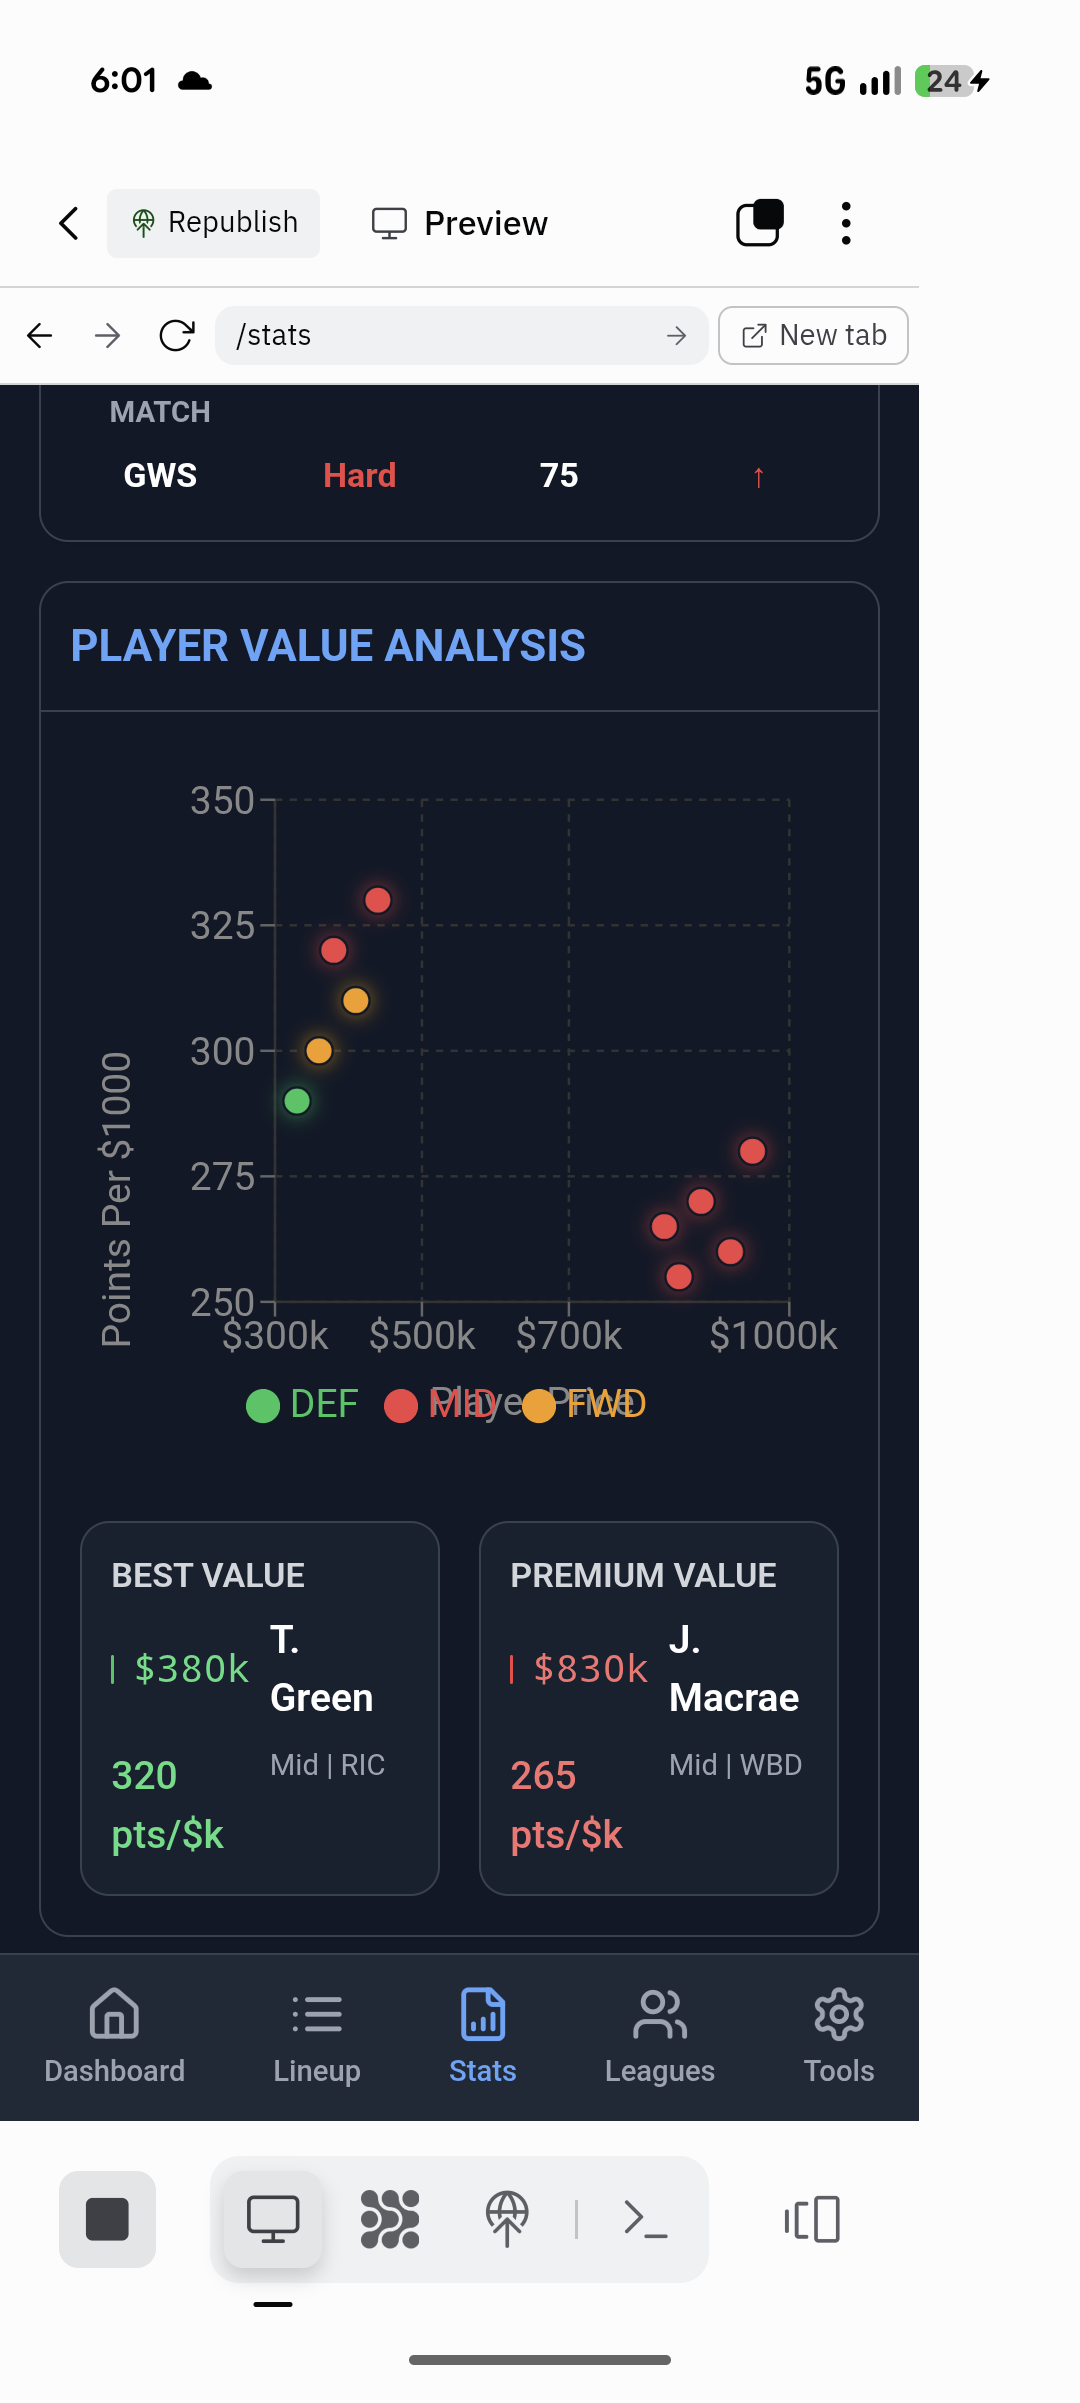 6:01
5G
24
Republish
Preview
/stats
New tab
MATCH
GWS Hard 75 ↑
PLAYER VALUE ANALYSIS
350
325
300
275
250
Points Per $1000
$300k $500k $700k $1000k
Player Price
DEF MID FWD
BEST VALUE
$380k
T. Green
320 pts/$k
Mid | RIC
PREMIUM VALUE
$830k
J. Macrae
265 pts/$k
Mid | WBD
Dashboard Lineup Stats Leagues Tools